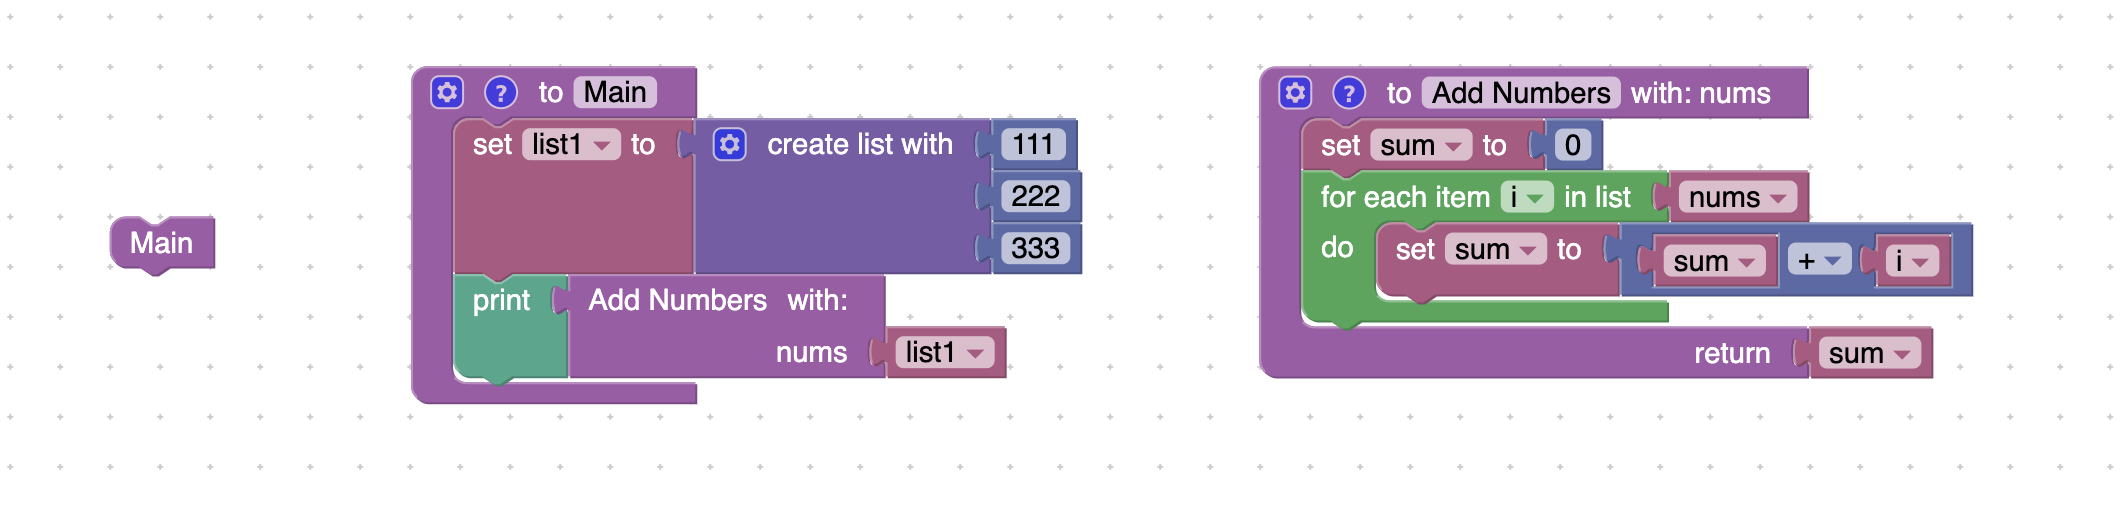 Main
? to Main
set list1 to create list with 111
222
333
print Add Numbers with:
nums list1
? to Add Numbers with: nums
set sum to 0
for each item i in list nums
do set sum to sum + i
return sum